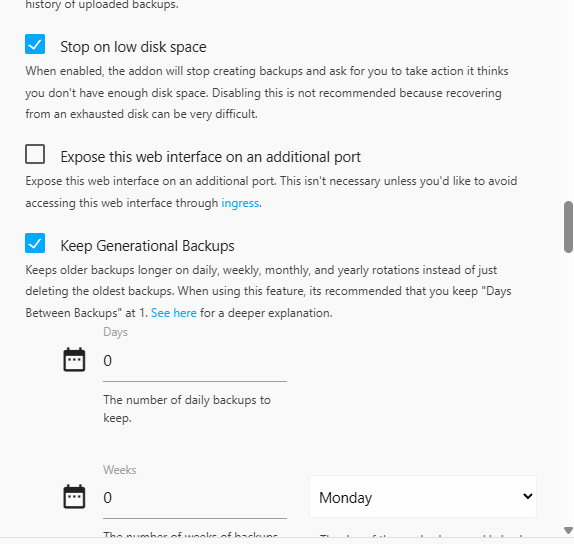 history of uploaded backups.
Stop on low disk space
When enabled, the addon will stop creating backups and ask for you to take action it thinks
you don't have enough disk space. Disabling this is not recommended because recovering
from an exhausted disk can be very difficult.
Expose this web interface on an additional port
Expose this web interface on an additional port. This isn't necessary unless you'd like to avoid
accessing this web interface through ingress.
Keep Generational Backups
Keeps older backups longer on daily, weekly, monthly, and yearly rotations instead of just
deleting the oldest backups. When using this feature, its recommended that you keep "Days
Between Backups" at 1. See here for a deeper explanation.
Days
0
The number of daily backups to
keep.
Weeks
0
Monday
The number of weeks of backups